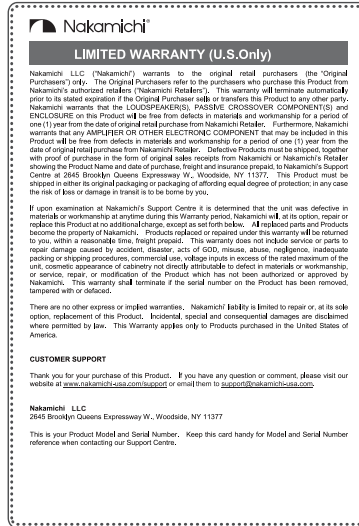 Nakamichi®
LIMITED WARRANTY (U.S.Only)
Nakamichi LLC ("Nakamichi") warrants to the original retail purchasers (the "Original
Purchasers") only. The Original Purchasers refer to the purchasers who purchase this Product from
Nakamichi's authorized retailers ("Nakamichi Retailers"). This warranty will terminate automatically
prior to its stated expiration if the Original Purchaser sells or transfers this Product to any other party.
Nakamichi warrants that the LOUDSPEAKER(S), PASSIVE CROSSOVER COMPONENT(S) and
ENCLOSURE on this Product will be free from defects in materials and workmanship for a period of
one (1) year from the date of original retail purchase from Nakamichi Retailer. Furthermore, Nakamichi
warrants that any AMPLIFIER OR OTHER ELECTRONIC COMPONENT that may be included in this
Product will be free from defects in materials and workmanship for a period of one (1) year from the
date of original retail purchase from Nakamichi Retailer. Defective Products must be shipped, together
with proof of purchase in the form of original sales receipts from Nakamichi or Nakamichi's Retailer
showing the Product Name and date of purchase, freight and insurance prepaid, to Nakamichi's Support
Centre at 2645 Brooklyn Queens Expressway W., Woodside, NY 11377. This Product must be
shipped in either its original packaging or packaging of affording equal degree of protection; in any case
the risk of loss or damage in transit is to be borne by you.
If upon examination at Nakamichi's Support Centre it is determined that the unit was defective in
materials or workmanship at anytime during this Warranty period, Nakamichi will, at its option, repair or
replace this Product at no additional charge, except as set forth below. All replaced parts and Products
become the property of Nakamichi. Products replaced or repaired under this warranty will be returned
to you, within a reasonable time, freight prepaid. This warranty does not include service or parts to
repair damage caused by accident, disaster, acts of GOD, misuse, abuse, negligence, inadequate
packing or shipping procedures, commercial use, voltage inputs in excess of the rated maximum of the
unit, cosmetic appearance of cabinetry not directly attributable to defect in materials or workmanship,
or service, repair, or modification of the Product which has not been authorized or approved by
Nakamichi. This warranty shall terminate if the serial number on the Product has been removed,
tampered with or defaced.
There are no other express or implied warranties, Nakamichi' liability is limited to repair or, at its sole
option, replacement of this Product. Incidental, special and consequential damages are disclaimed
where permitted by law. This Warranty applies only to Products purchased in the United States of
America.
CUSTOMER SUPPORT
Thank you for your purchase of this Product. If you have any question or comment, please visit our
website at www.nakamichi-usa.com/support or email them to support@nakamichi-usa.com.
Nakamichi LLC
2645 Brooklyn Queens Expressway W., Woodside, NY 11377
This is your Product Model and Serial Number. Keep this card handy for Model and Serial Number
reference when contacting our Support Centre.